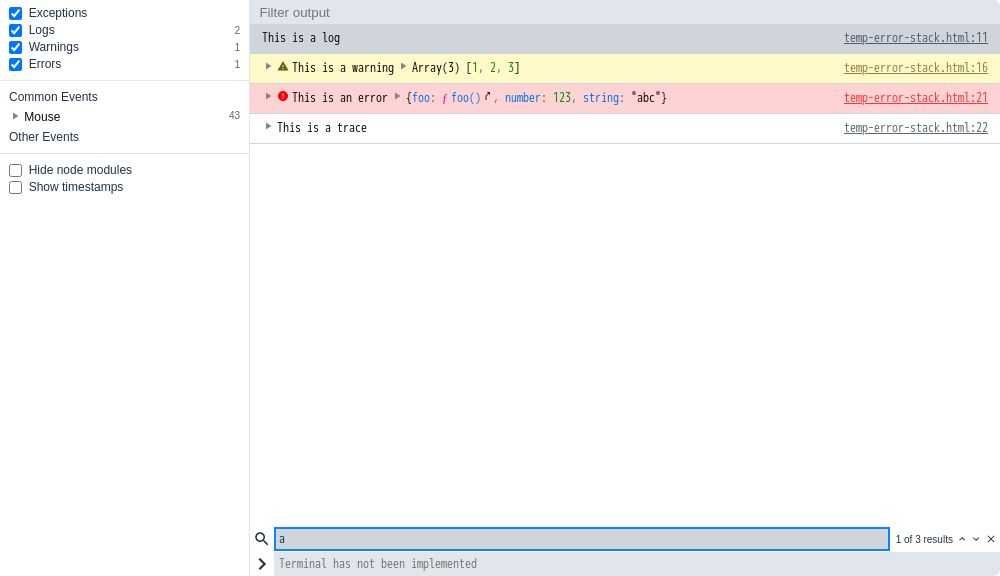 Exceptions
Logs 2
Warnings 1
Errors 1
Common Events
Mouse 43
Other Events
Hide node modules
Show timestamps
Filter output
This is a log temp-error-stack.html:11
This is a warning Array(3) [1, 2, 3] temp-error-stack.html:16
This is an error {foo: ƒ foo(), number: 123, string: "abc"} temp-error-stack.html:21
This is a trace temp-error-stack.html:22
a 1 of 3 results
Terminal has not been implemented